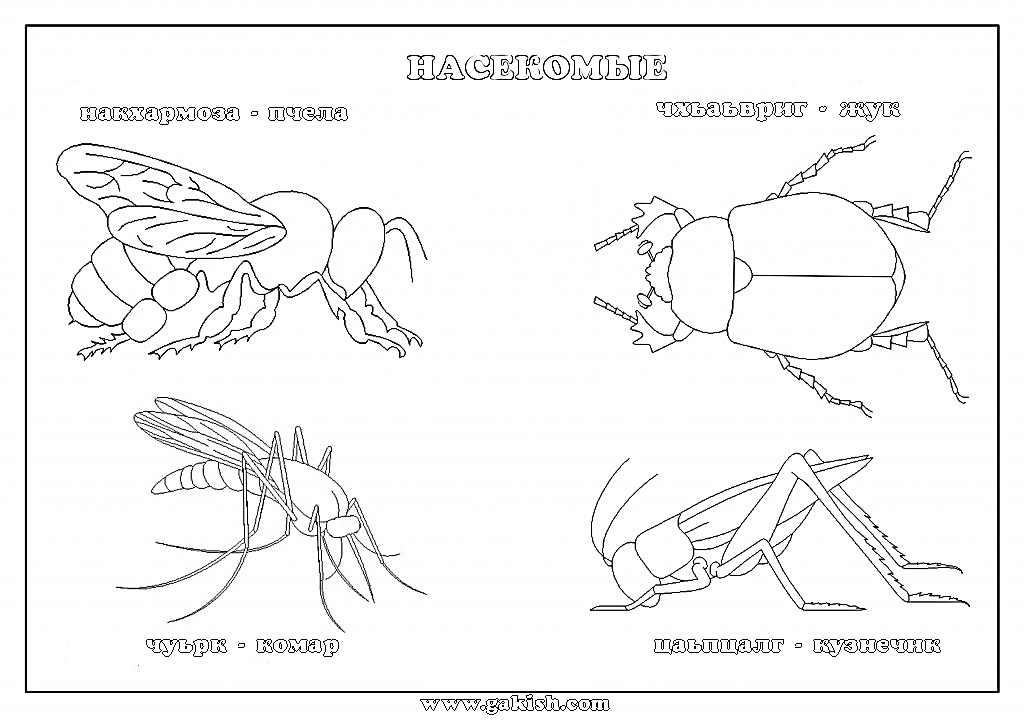 НАСЕКОМЫЕ
накхармоза - пчела
чхьаьвриг - жук
чуьрк - комар
цаьпцалг - кузнечик
www.gakish.com